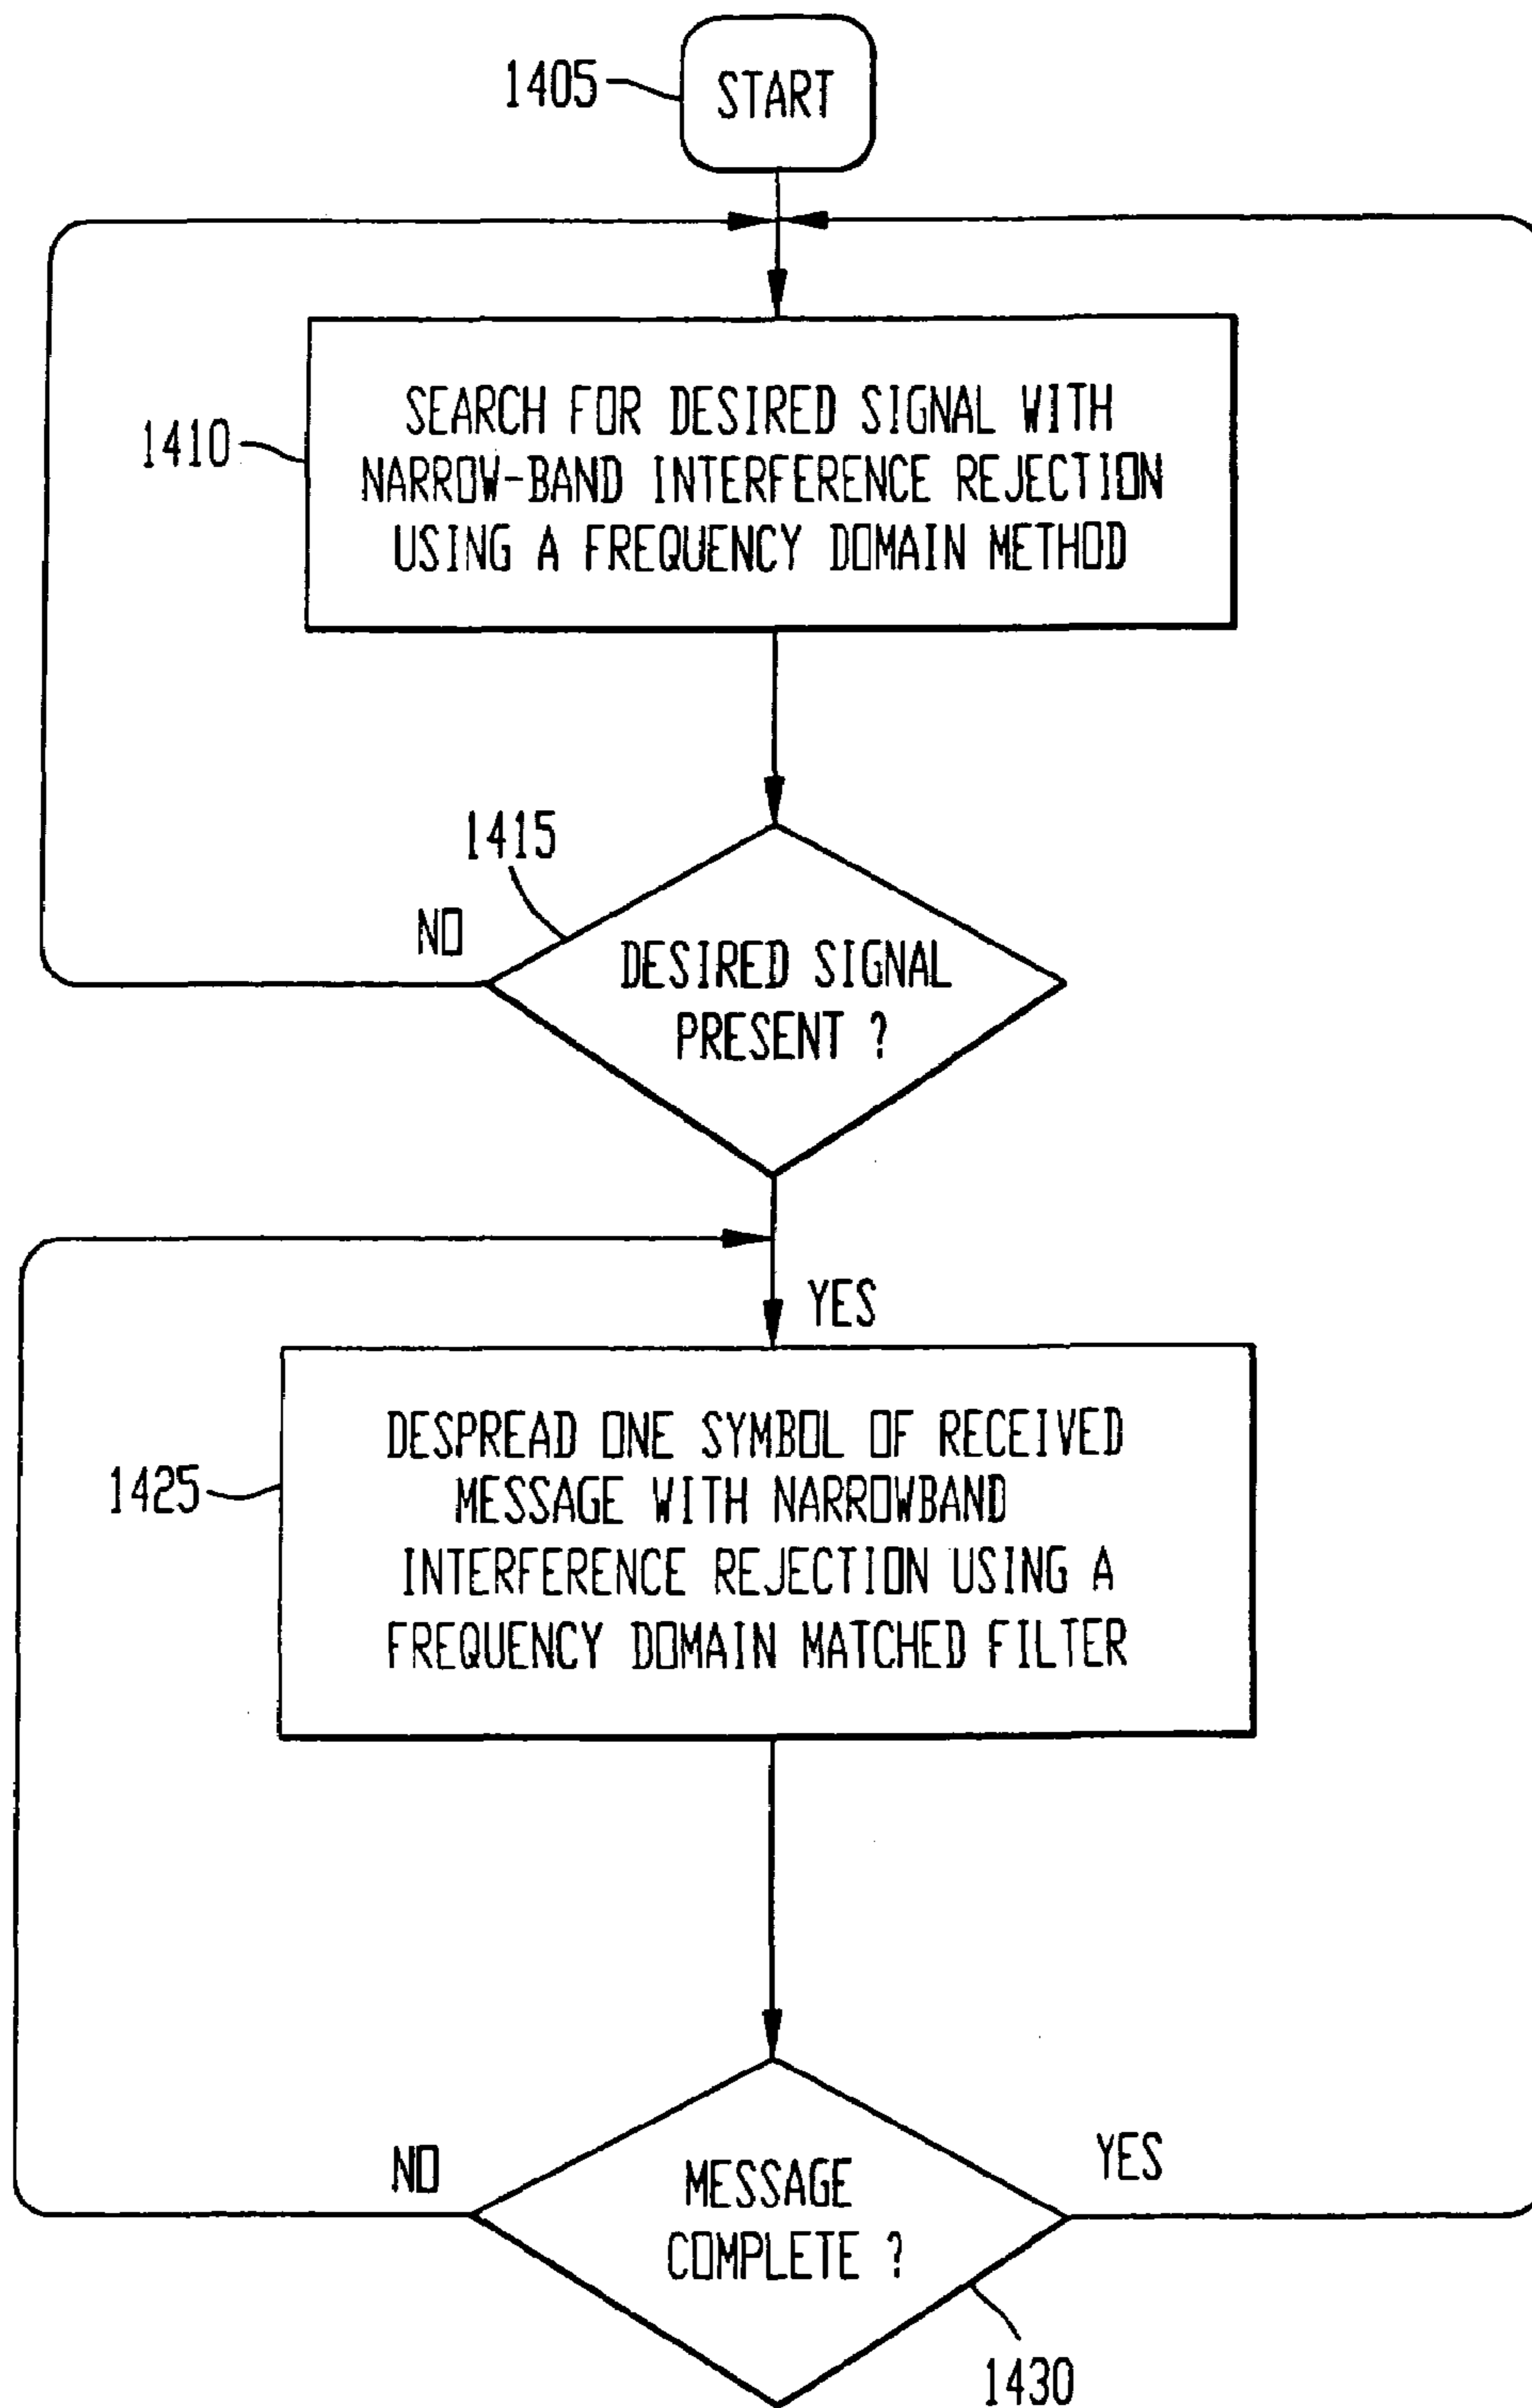 1405
START
1410
SEARCH FOR DESIRED SIGNAL WITH
NARROW-BAND INTERFERENCE REJECTION
USING A FREQUENCY DOMAIN METHOD
1415
NO
DESIRED SIGNAL
PRESENT ?
YES
1425
DESPREAD ONE SYMBOL OF RECEIVED
MESSAGE WITH NARROWBAND
INTERFERENCE REJECTION USING A
FREQUENCY DOMAIN MATCHED FILTER
NO
YES
MESSAGE
COMPLETE ?
1430